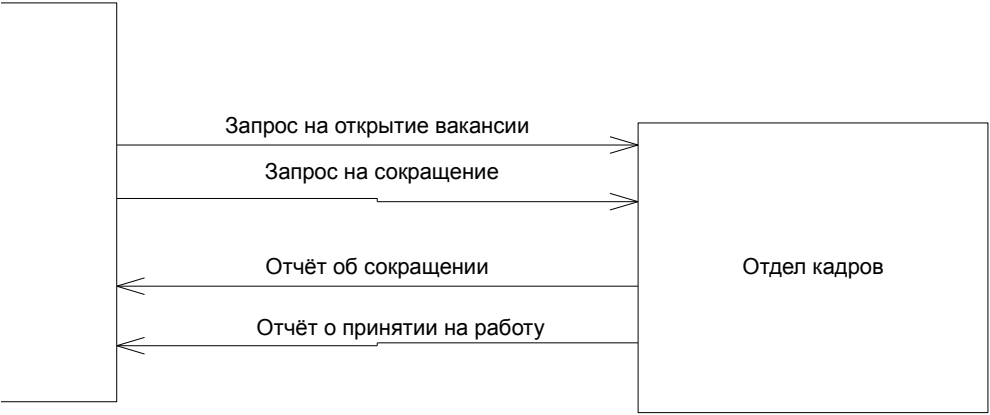 Запрос на открытие вакансии
Запрос на сокращение
Отчёт об сокращении
Отдел кадров
Отчёт о принятии на работу